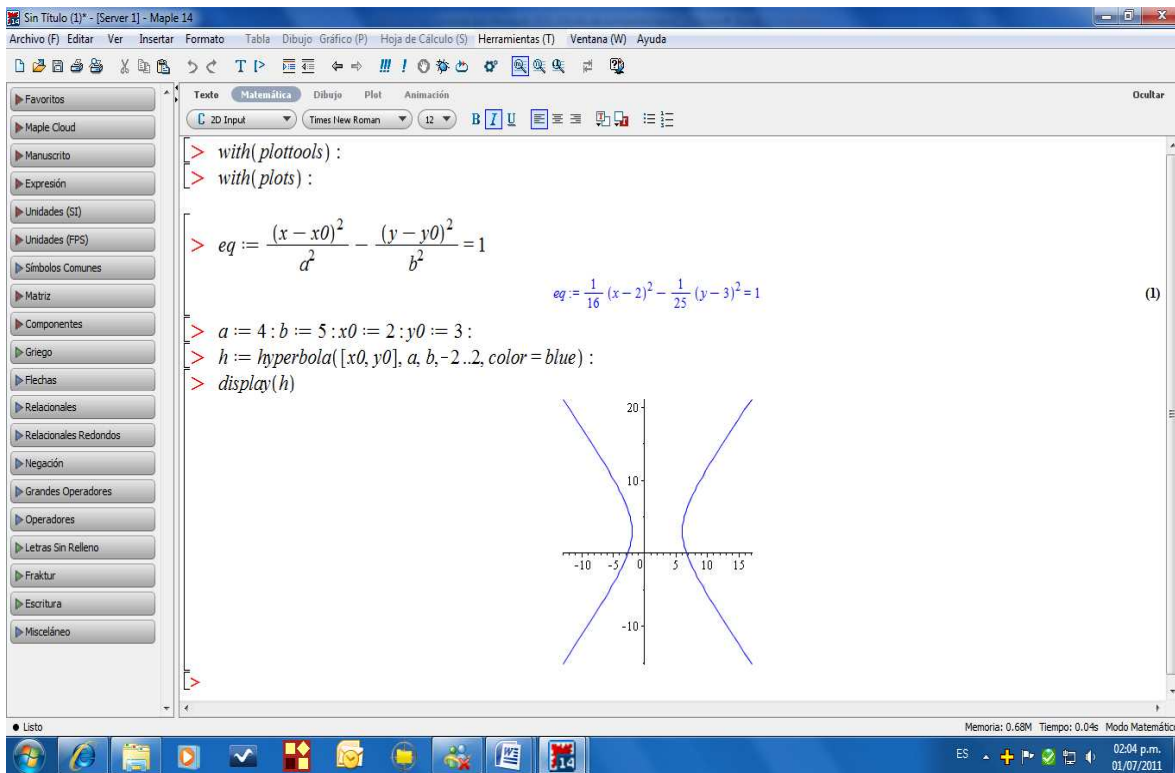 Sin Título (1)* - [Server 1] - Maple 14
Archivo (F) Editar Ver Insertar Formato Tabla Dibujo Gráfico (P) Hoja de Cálculo (S) Herramientas (T) Ventana (W) Ayuda
Favoritos
Maple Cloud
Manuscrito
Expresión
Unidades (SI)
Unidades (FPS)
Símbolos Comunes
Matriz
Componentes
Griego
Flechas
Relacionales
Relacionales Redondos
Negación
Grandes Operadores
Operadores
Letras Sin Relleno
Fraktur
Escritura
Misceláneo
Texto Matemática Dibujo Plot Animación Ocultar
C 2D Input Times New Roman 12 B I U
> with(plottools) :
> with(plots) :
> eq := (x − x0)²/a² − (y − y0)²/b² = 1
eq := 1/16 (x − 2)² − 1/25 (y − 3)² = 1 (1)
> a := 4 : b := 5 : x0 := 2 : y0 := 3 :
> h := hyperbola([x0, y0], a, b, -2 ..2, color = blue) :
> display(h)
20
10
-10 -5 0 5 10 15
-10
>
Listo
Memoria: 0.68M Tiempo: 0.04s Modo Matemátic
ES 02:04 p.m.
01/07/2011